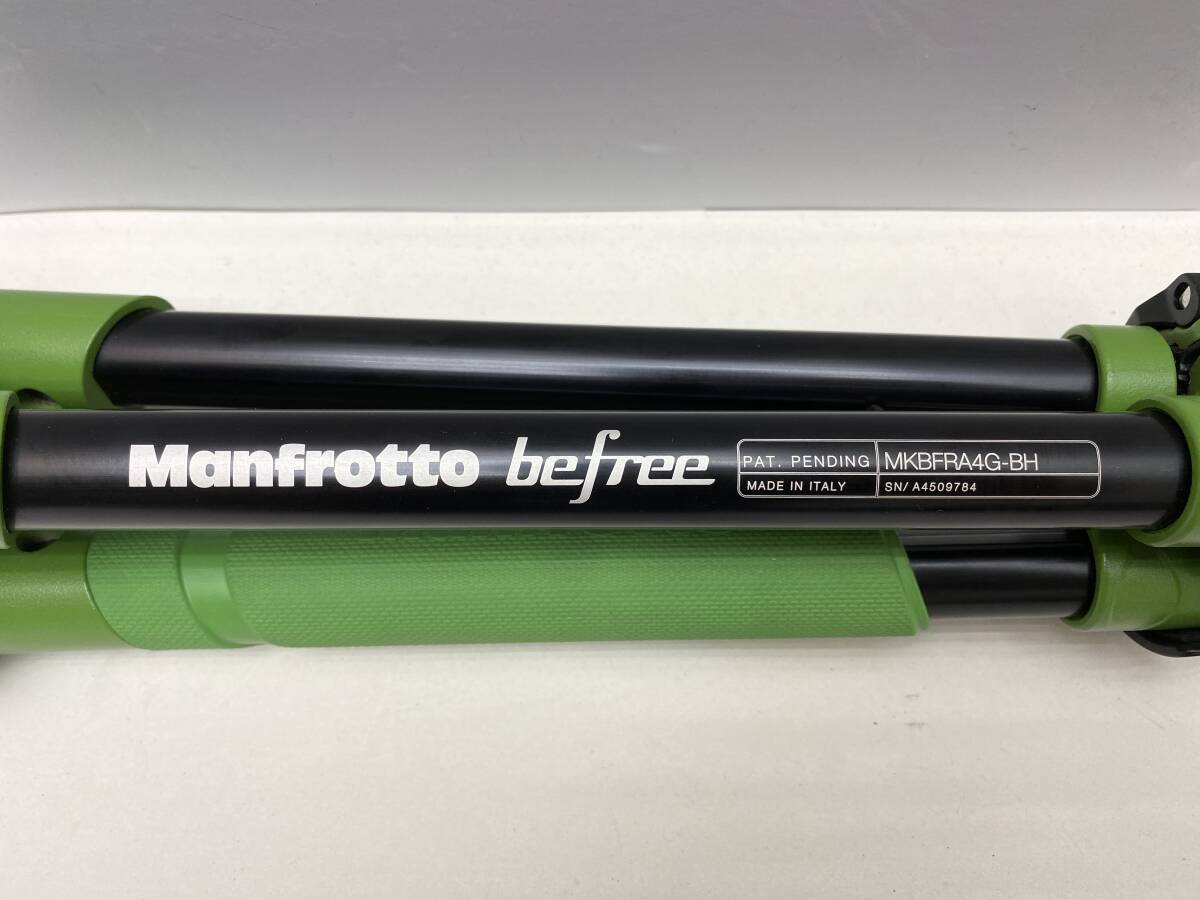 Manfrotto befree
PAT. PENDING MKBFRA4G-BH
MADE IN ITALY SN/ A4509784